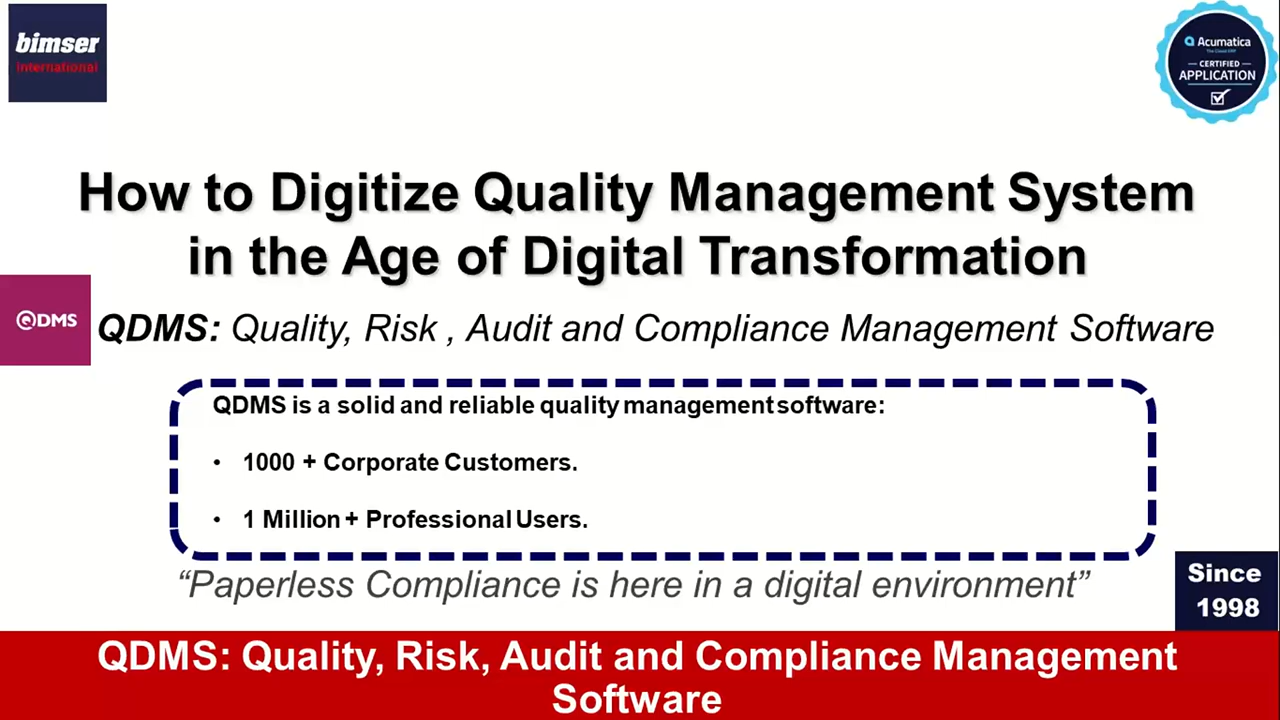 bimser
international
Acumatica
The Cloud ERP
CERTIFIED
APPLICATION
How to Digitize Quality Management System
in the Age of Digital Transformation
QDMS
QDMS: Quality, Risk , Audit and Compliance Management Software
QDMS is a solid and reliable quality management software:
• 1000 + Corporate Customers.
• 1 Million + Professional Users.
“Paperless Compliance is here in a digital environment”
Since
1998
QDMS: Quality, Risk, Audit and Compliance Management
Software